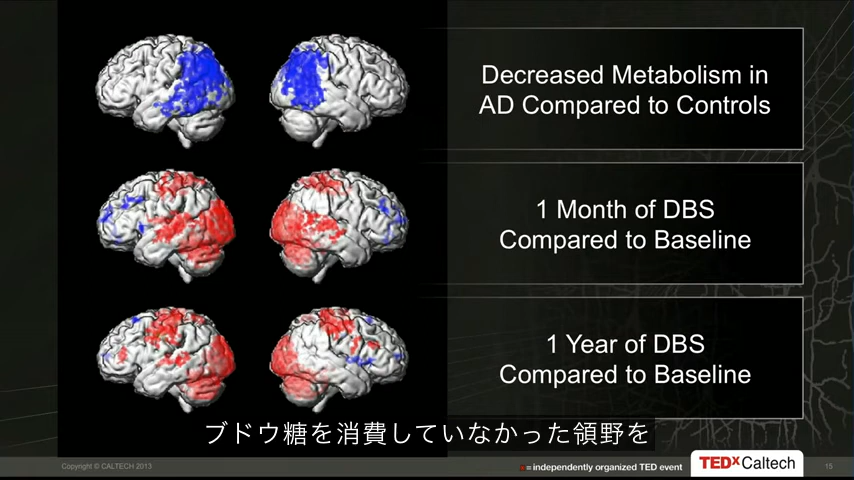 Decreased Metabolism in
AD Compared to Controls
1 Month of DBS
Compared to Baseline
1 Year of DBS
Compared to Baseline
ブドウ糖を消費していなかった領野を
Copyright © CALTECH 2013
x = independently organized TED event
TEDxCaltech
15